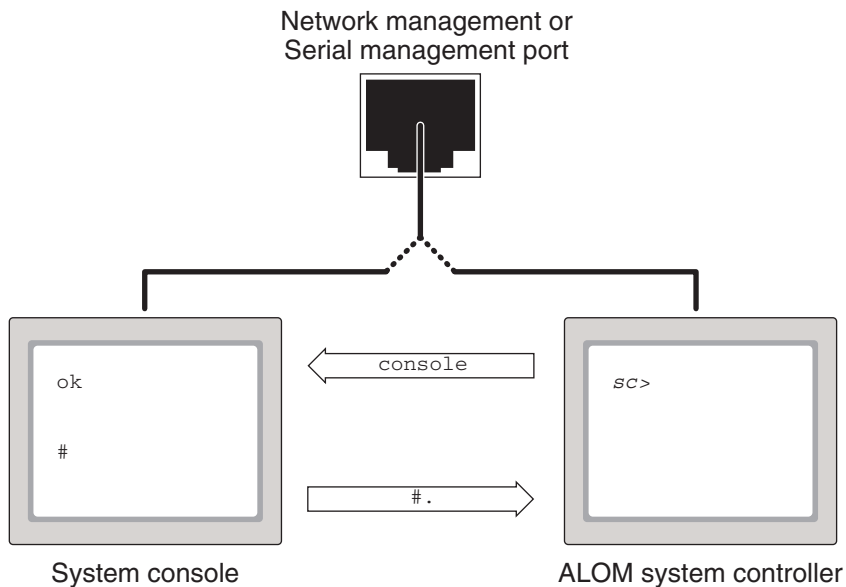 Network management or
Serial management port
console
ok
sc>
#
#.
System console
ALOM system controller